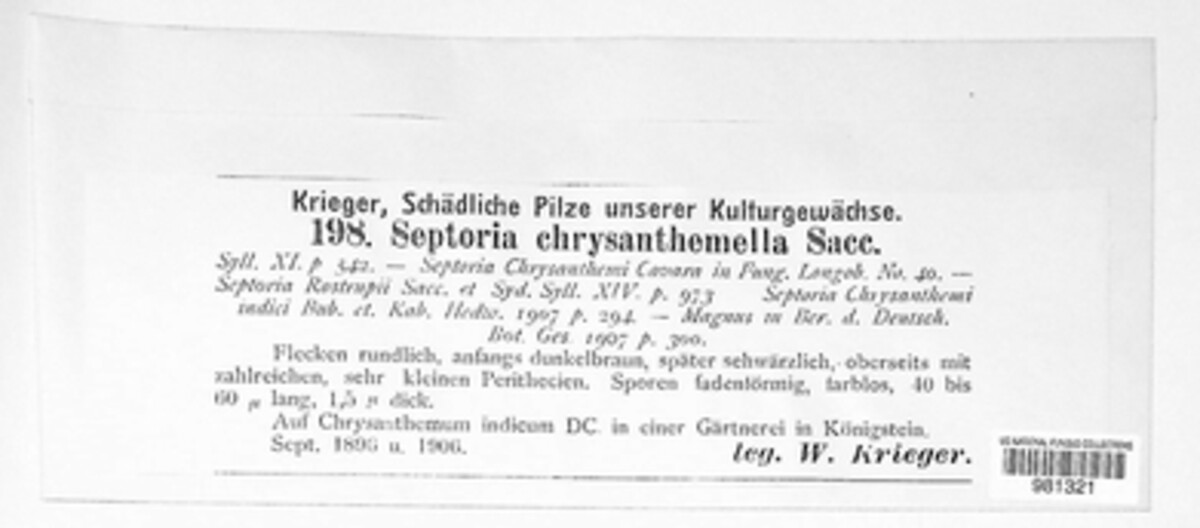 Krieger, Schädliche Pilze unserer Kulturgewächse.
198. Septoria chrysanthemella Sacc.
Syll. XI. p 542. — Septoria Chrysanthemi Cavara in Fung. Longob. No. 40. —
Septoria Rostrupii Sacc. et Syd. Syll. XIV. p. 973 Septoria Chrysanthemi
indici Bub. et. Kab. Hedw. 1907 p. 294. — Magnus in Ber. d. Deutsch.
Bot. Ges. 1907 p. 300.
Flecken rundlich, anfangs dunkelbraun, später schwärzlich, oberseits mit
zahlreichen, sehr kleinen Perithecien. Sporen fadenförmig, farblos, 40 bis
60 µ lang, 1,5 µ dick.
Auf Chrysanthemum indicum DC. in einer Gärtnerei in Königstein.
Sept. u. 1906.
leg. W. Krieger.
US NATIONAL FUNGUS COLLECTIONS
981321